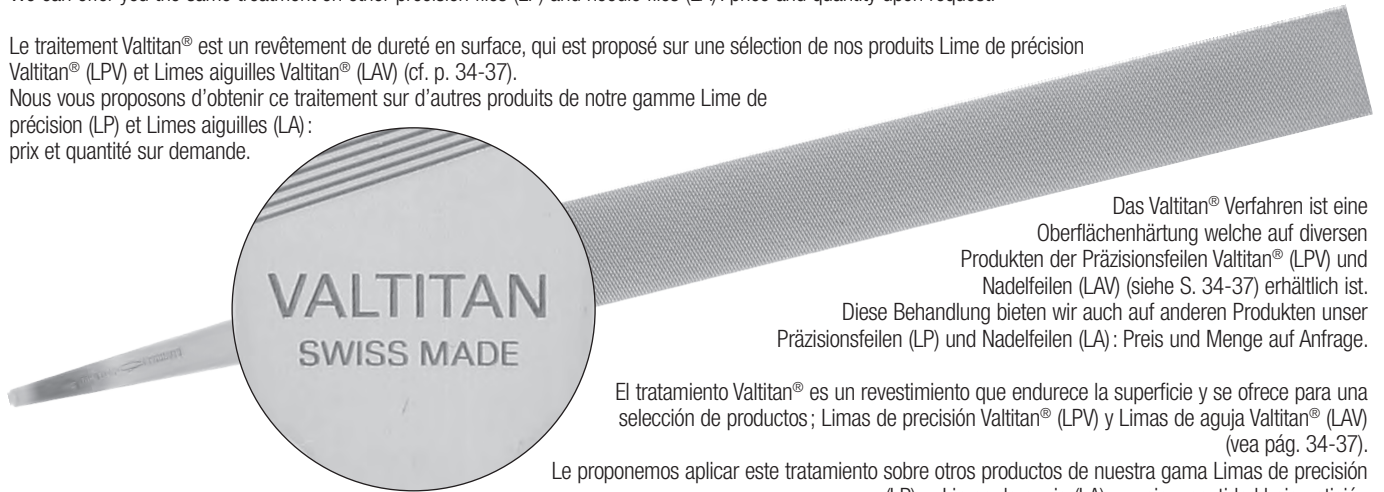 We can offer you the same treatment on other precision files (LP) and needle files (LA): price and quantity upon request.
Le traitement Valtitan® est un revêtement de dureté en surface, qui est proposé sur une sélection de nos produits Lime de précision
Valtitan® (LPV) et Limes aiguilles Valtitan® (LAV) (cf. p. 34-37).
Nous vous proposons d'obtenir ce traitement sur d'autres produits de notre gamme Lime de
précision (LP) et Limes aiguilles (LA) :
prix et quantité sur demande.
VALTITAN
SWISS MADE
Das Valtitan® Verfahren ist eine
Oberflächenhärtung welche auf diversen
Produkten der Präzisionsfeilen Valtitan® (LPV) und
Nadelfeilen (LAV) (siehe S. 34-37) erhältlich ist.
Diese Behandlung bieten wir auch auf anderen Produkten unser
Präzisionsfeilen (LP) und Nadelfeilen (LA) : Preis und Menge auf Anfrage.
El tratamiento Valtitan® es un revestimiento que endurece la superficie y se ofrece para una
selección de productos ; Limas de precisión Valtitan® (LPV) y Limas de aguja Valtitan® (LAV)
(vea pág. 34-37).
Le proponemos aplicar este tratamiento sobre otros productos de nuestra gama Limas de precisión